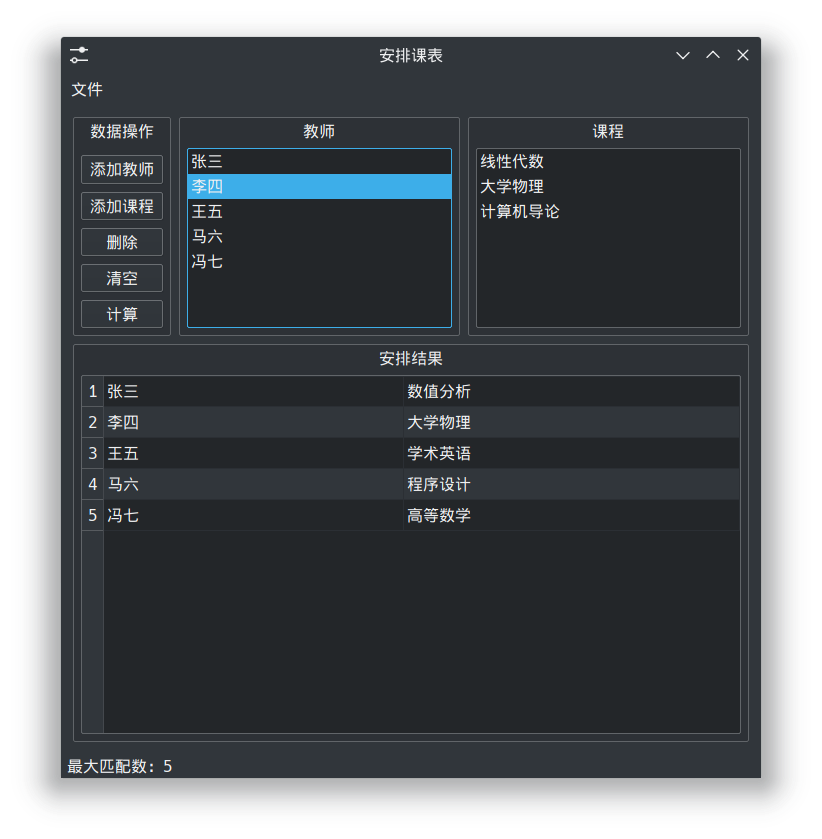 安排课表
文件
数据操作
添加教师
添加课程
删除
清空
计算
教师
张三
李四
王五
马六
冯七
课程
线性代数
大学物理
计算机导论
安排结果
1 张三 数值分析
2 李四 大学物理
3 王五 学术英语
4 马六 程序设计
5 冯七 高等数学
最大匹配数: 5